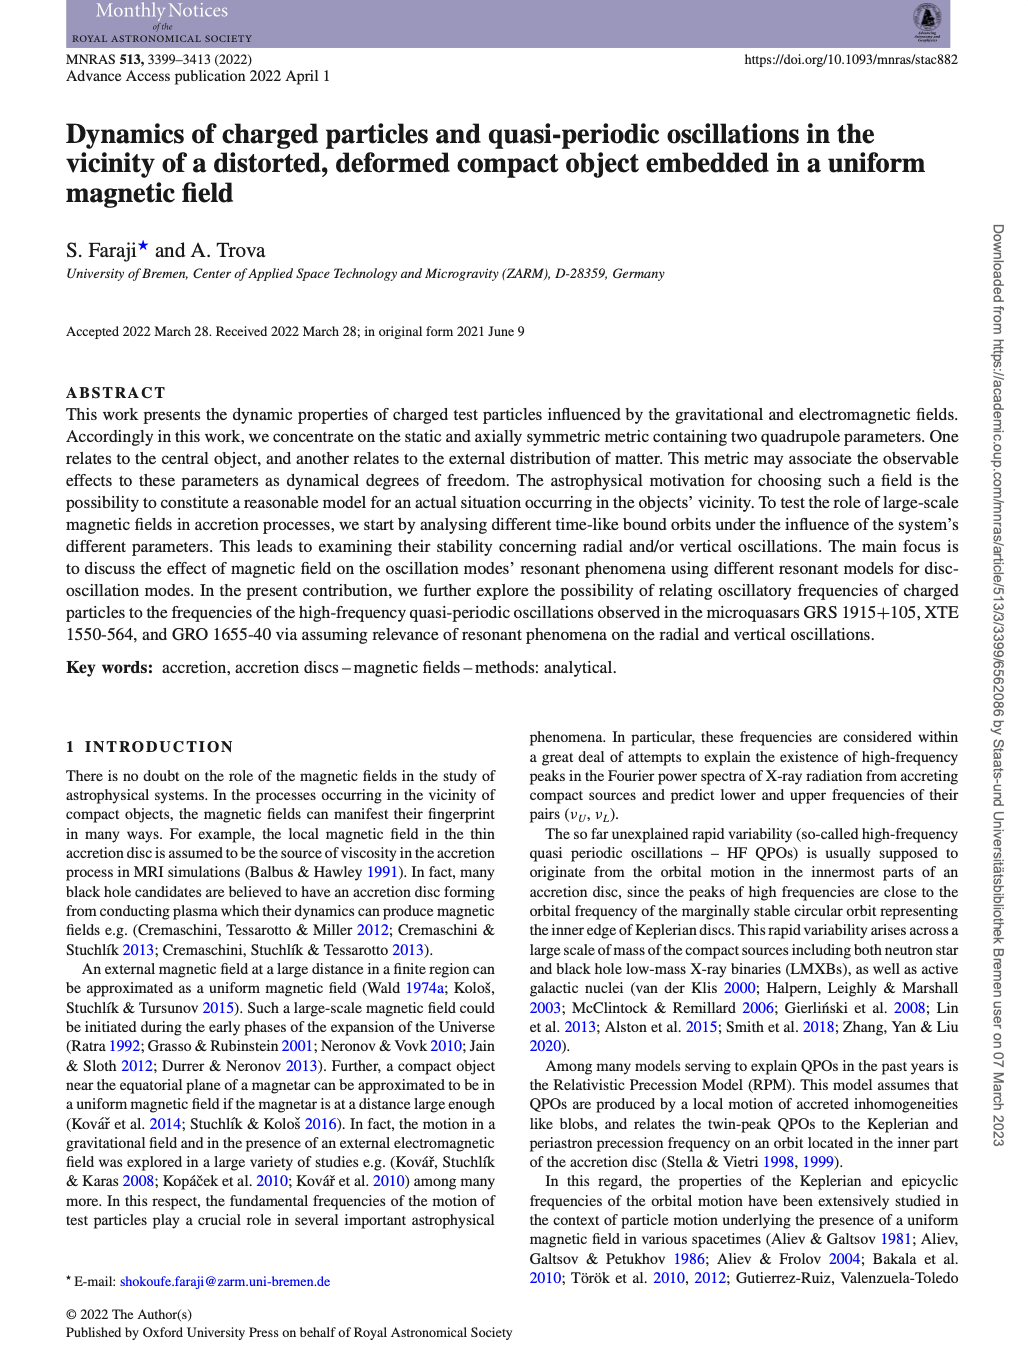 Monthly Notices
of the
ROYAL ASTRONOMICAL SOCIETY
MNRAS 513, 3399–3413 (2022)
https://doi.org/10.1093/mnras/stac882
Advance Access publication 2022 April 1
Dynamics of charged particles and quasi-periodic oscillations in the
vicinity of a distorted, deformed compact object embedded in a uniform
magnetic field
S. Faraji★ and A. Trova
University of Bremen, Center of Applied Space Technology and Microgravity (ZARM), D-28359, Germany
Accepted 2022 March 28. Received 2022 March 28; in original form 2021 June 9
ABSTRACT
This work presents the dynamic properties of charged test particles influenced by the gravitational and electromagnetic fields.
Accordingly in this work, we concentrate on the static and axially symmetric metric containing two quadrupole parameters. One
relates to the central object, and another relates to the external distribution of matter. This metric may associate the observable
effects to these parameters as dynamical degrees of freedom. The astrophysical motivation for choosing such a field is the
possibility to constitute a reasonable model for an actual situation occurring in the objects' vicinity. To test the role of large-scale
magnetic fields in accretion processes, we start by analysing different time-like bound orbits under the influence of the system's
different parameters. This leads to examining their stability concerning radial and/or vertical oscillations. The main focus is
to discuss the effect of magnetic field on the oscillation modes' resonant phenomena using different resonant models for disc-
oscillation modes. In the present contribution, we further explore the possibility of relating oscillatory frequencies of charged
particles to the frequencies of the high-frequency quasi-periodic oscillations observed in the microquasars GRS 1915+105, XTE
1550-564, and GRO 1655-40 via assuming relevance of resonant phenomena on the radial and vertical oscillations.
Key words: accretion, accretion discs – magnetic fields – methods: analytical.
1 INTRODUCTION
There is no doubt on the role of the magnetic fields in the study of
astrophysical systems. In the processes occurring in the vicinity of
compact objects, the magnetic fields can manifest their fingerprint
in many ways. For example, the local magnetic field in the thin
accretion disc is assumed to be the source of viscosity in the accretion
process in MRI simulations (Balbus & Hawley 1991). In fact, many
black hole candidates are believed to have an accretion disc forming
from conducting plasma which their dynamics can produce magnetic
fields e.g. (Cremaschini, Tessarotto & Miller 2012; Cremaschini &
Stuchlík 2013; Cremaschini, Stuchlík & Tessarotto 2013).
An external magnetic field at a large distance in a finite region can
be approximated as a uniform magnetic field (Wald 1974a; Kološ,
Stuchlík & Tursunov 2015). Such a large-scale magnetic field could
be initiated during the early phases of the expansion of the Universe
(Ratra 1992; Grasso & Rubinstein 2001; Neronov & Vovk 2010; Jain
& Sloth 2012; Durrer & Neronov 2013). Further, a compact object
near the equatorial plane of a magnetar can be approximated to be in
a uniform magnetic field if the magnetar is at a distance large enough
(Kovář et al. 2014; Stuchlík & Kološ 2016). In fact, the motion in a
gravitational field and in the presence of an external electromagnetic
field was explored in a large variety of studies e.g. (Kovář, Stuchlík
& Karas 2008; Kopáček et al. 2010; Kovář et al. 2010) among many
more. In this respect, the fundamental frequencies of the motion of
test particles play a crucial role in several important astrophysical
★ E-mail: shokoufe.faraji@zarm.uni-bremen.de
phenomena. In particular, these frequencies are considered within
a great deal of attempts to explain the existence of high-frequency
peaks in the Fourier power spectra of X-ray radiation from accreting
compact sources and predict lower and upper frequencies of their
pairs (νU, νL).
The so far unexplained rapid variability (so-called high-frequency
quasi periodic oscillations – HF QPOs) is usually supposed to
originate from the orbital motion in the innermost parts of an
accretion disc, since the peaks of high frequencies are close to the
orbital frequency of the marginally stable circular orbit representing
the inner edge of Keplerian discs. This rapid variability arises across a
large scale of mass of the compact sources including both neutron star
and black hole low-mass X-ray binaries (LMXBs), as well as active
galactic nuclei (van der Klis 2000; Halpern, Leighly & Marshall
2003; McClintock & Remillard 2006; Gierliński et al. 2008; Lin
et al. 2013; Alston et al. 2015; Smith et al. 2018; Zhang, Yan & Liu
2020).
Among many models serving to explain QPOs in the past years is
the Relativistic Precession Model (RPM). This model assumes that
QPOs are produced by a local motion of accreted inhomogeneities
like blobs, and relates the twin-peak QPOs to the Keplerian and
periastron precession frequency on an orbit located in the inner part
of the accretion disc (Stella & Vietri 1998, 1999).
In this regard, the properties of the Keplerian and epicyclic
frequencies of the orbital motion have been extensively studied in
the context of particle motion underlying the presence of a uniform
magnetic field in various spacetimes (Aliev & Galtsov 1981; Aliev,
Galtsov & Petukhov 1986; Aliev & Frolov 2004; Bakala et al.
2010; Török et al. 2010, 2012; Gutierrez-Ruiz, Valenzuela-Toledo
© 2022 The Author(s)
Published by Oxford University Press on behalf of Royal Astronomical Society
Downloaded from https://academic.oup.com/mnras/article/513/3/3399/6562086 by Staats-und Universitätsbibliothek Bremen user on 07 March 2023